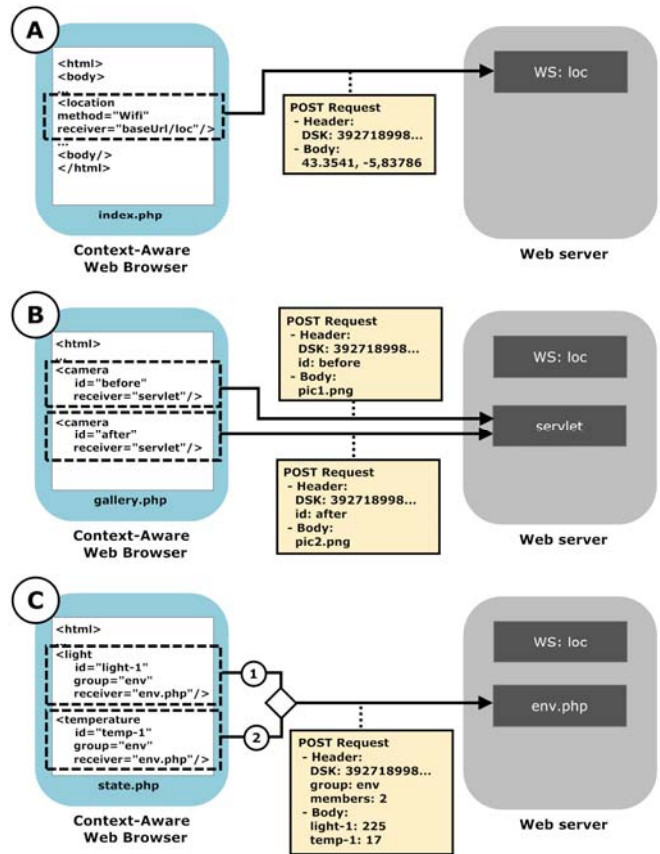 A
<html>
<body>
...
<location
method="Wifi"
receiver="baseUrl/loc"/>
...
<body/>
</html>
index.php
Context-Aware
Web Browser
POST Request
- Header:
DSK: 392718998...
- Body:
43.3541, -5,83786
WS: loc
Web server
B
<html>
...
<camera
id="before"
receiver="servlet"/>
<camera
id="after"
receiver="servlet"/>
gallery.php
Context-Aware
Web Browser
POST Request
- Header:
DSK: 392718998...
id: before
- Body:
pic1.png
POST Request
- Header:
DSK: 392718998...
id: after
- Body:
pic2.png
WS: loc
servlet
Web server
C
<html>
...
<light
id="light-1"
group="env"
receiver="env.php"/>
<temperature
id="temp-1"
group="env"
receiver="env.php"/>
state.php
Context-Aware
Web Browser
1
2
POST Request
- Header:
DSK: 392718998...
group: env
members: 2
- Body:
light-1: 225
temp-1: 17
WS: loc
env.php
Web server